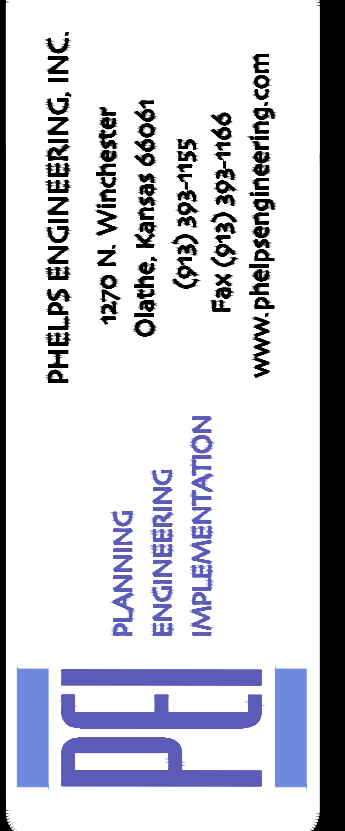 PEI
PLANNING
ENGINEERING
IMPLEMENTATION
PHELPS ENGINEERING, INC.
1270 N. Winchester
Olathe, Kansas 66061
(913) 393-1155
Fax (913) 393-1166
www.phelpsengineering.com